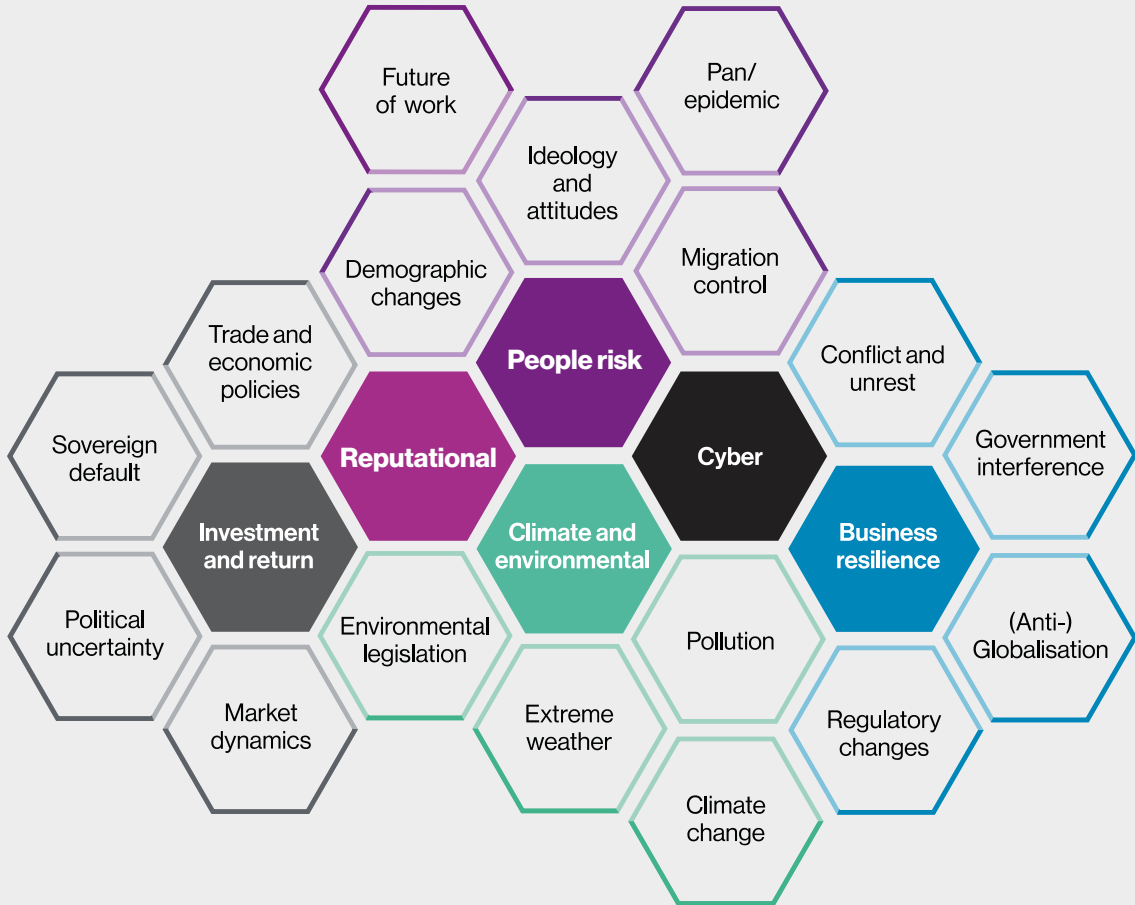 Future
of work
Pan/
epidemic
Ideology
and
attitudes
Demographic
changes
Migration
control
Trade and
economic
policies
People risk
Conflict and
unrest
Sovereign
default
Reputational
Cyber
Government
interference
Investment
and return
Climate and
environmental
Business
resilience
Political
uncertainty
Environmental
legislation
Pollution
(Anti-)
Globalisation
Market
dynamics
Extreme
weather
Regulatory
changes
Climate
change